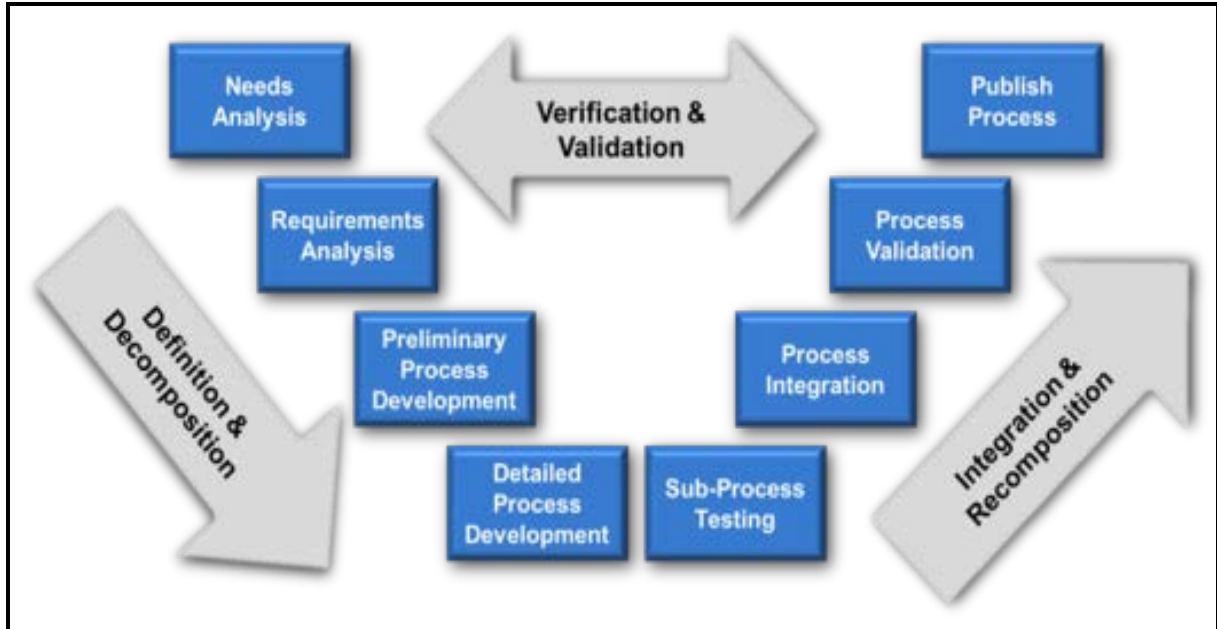 Needs
Analysis
Verification &
Validation
Publish
Process
Requirements
Analysis
Process
Validation
Definition &
Decomposition
Preliminary
Process
Development
Process
Integration
Integration &
Recomposition
Detailed
Process
Development
Sub-Process
Testing